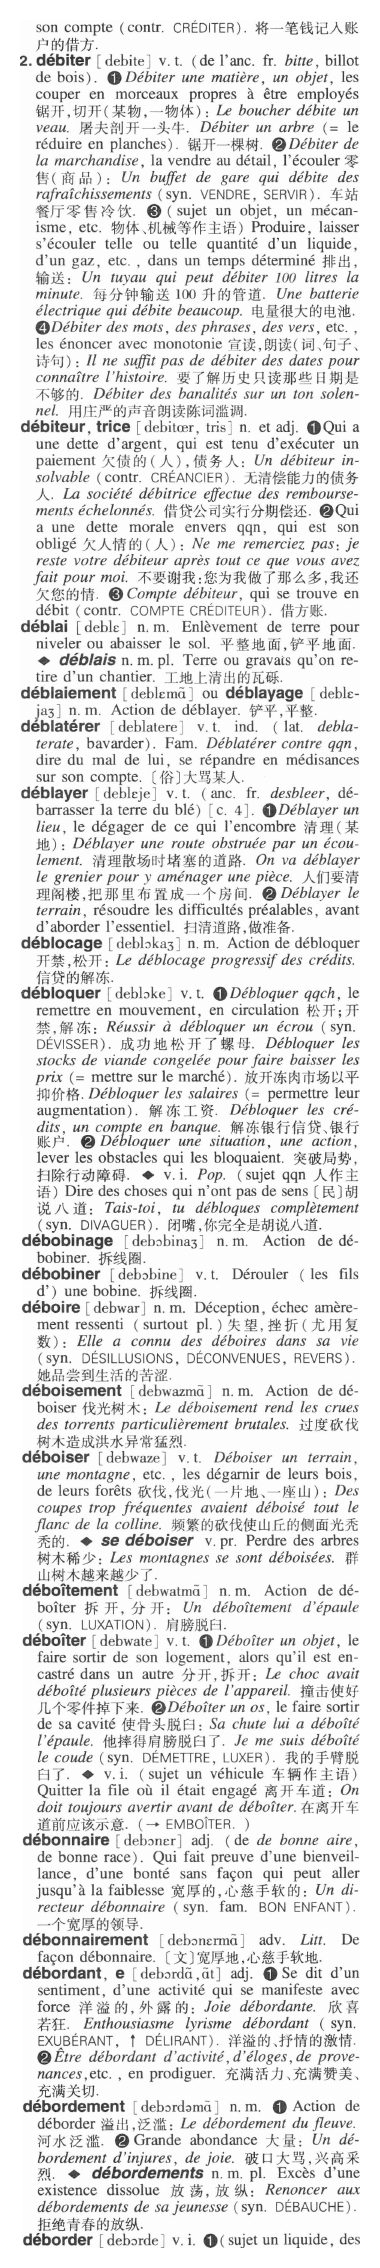 son compte (contr. CRÉDITER). 将一笔钱记入账
户的借方.
2. débiter [debite] v. t. (de l'anc. fr. bitte, billot
de bois). ❶ Débiter une matière, un objet, les
couper en morceaux propres à être employés
锯开,切开(某物,一物体): Le boucher débite un
veau. 屠夫剖开一头牛. Débiter un arbre (= le
réduire en planches). 锯开一棵树. ❷ Débiter de
la marchandise, la vendre au détail, l'écouler 零
售(商品): Un buffet de gare qui débite des
rafraîchissements (syn. VENDRE, SERVIR). 车站
餐厅零售冷饮. ❸ (sujet un objet, un mécan-
isme, etc. 物体、机械等作主语) Produire, laisser
s'écouler telle ou telle quantité d'un liquide,
d'un gaz, etc., dans un temps déterminé 排出,
输送: Un tuyau qui peut débiter 100 litres la
minute. 每分钟输送 100 升的管道. Une batterie
électrique qui débite beaucoup. 电量很大的电池.
❹ Débiter des mots, des phrases, des vers, etc.,
les énoncer avec monotonie 宣读,朗读(词、句子、
诗句): Il ne suffit pas de débiter des dates pour
connaître l'histoire. 要了解历史只读那些日期是
不够的. Débiter des banalités sur un ton solen-
nel. 用庄严的声音朗读陈词滥调.
débiteur, trice [debitœr, tris] n. et adj. ❶ Qui a
une dette d'argent, qui est tenu d'exécuter un
paiement 欠债的(人),债务人: Un débiteur in-
solvable (contr. CRÉANCIER). 无清偿能力的债务
人. La société débitrice effectue des rembourse-
ments échelonnés. 借贷公司实行分期偿还. ❷ Qui
a une dette morale envers qqn, qui est son
obligé 欠人情的(人): Ne me remerciez pas: je
reste votre débiteur après tout ce que vous avez
fait pour moi. 不要谢我:您为我做了那么多,我还
欠您的情. ❸ Compte débiteur, qui se trouve en
débit (contr. COMPTE CRÉDITEUR). 借方账.
déblai [deblɛ] n. m. Enlèvement de terre pour
niveler ou abaisser le sol. 平整地面,铲平地面.
◆ déblais n. m. pl. Terre ou gravats qu'on re-
tire d'un chantier. 工地上清出的瓦砾.
déblaiement [deblɛmɑ̃] ou déblayage [deblɛ-
jaʒ] n. m. Action de déblayer. 铲平,平整.
déblatérer [deblatere] v. t. ind. (lat. debla-
terate, bavarder). Fam. Déblatérer contre qqn,
dire du mal de lui, se répandre en médisances
sur son compte. 〔俗〕大骂某人.
déblayer [deblɛje] v. t. (anc. fr. desbleer, dé-
barrasser la terre du blé) [c. 4]. ❶ Déblayer un
lieu, le dégager de ce qui l'encombre 清理(某
地): Déblayer une route obstruée par un écou-
lement. 清理散场时堵塞的道路. On va déblayer
le grenier pour y aménager une pièce. 人们要清
理阁楼,把那里布置成一个房间. ❷ Déblayer le
terrain, résoudre les difficultés préalables, avant
d'aborder l'essentiel. 扫清道路,做准备.
déblocage [deblɔkaʒ] n. m. Action de débloquer
开禁,松开: Le déblocage progressif des crédits.
信贷的解冻.
débloquer [deblɔke] v. t. ❶ Débloquer qqch, le
remettre en mouvement, en circulation 松开;开
禁,解冻: Réussir à débloquer un écrou (syn.
DÉVISSER). 成功地松开了螺母. Débloquer les
stocks de viande congelée pour faire baisser les
prix (= mettre sur le marché). 放开冻肉市场以平
抑价格. Débloquer les salaires (= permettre leur
augmentation). 解冻工资. Débloquer les cré-
dits, un compte en banque. 解冻银行信贷、银行
账户. ❷ Débloquer une situation, une action,
lever les obstacles qui les bloquaient. 突破局势,
扫除行动障碍. ◆ v. i. Pop. (sujet qqn 人作主
语) Dire des choses qui n'ont pas de sens 〔民〕胡
说八道: Tais-toi, tu débloques complètement
(syn. DIVAGUER). 闭嘴,你完全是胡说八道.
débobinage [debɔbinaʒ] n. m. Action de dé-
bobiner. 拆线圈.
débobiner [debɔbine] v. t. Dérouler (les fils
d') une bobine. 拆线圈.
déboire [debwar] n. m. Déception, échec amère-
ment ressenti (surtout pl.) 失望,挫折(尤用复
数): Elle a connu des déboires dans sa vie
(syn. DÉSILLUSIONS, DÉCONVENUES, REVERS).
她品尝到生活的苦涩.
déboisement [debwazmɑ̃] n. m. Action de dé-
boiser 伐光树木: Le déboisement rend les crues
des torrents particulièrement brutales. 过度砍伐
树木造成洪水异常猛烈.
déboiser [debwaze] v. t. Déboiser un terrain,
une montagne, etc., les dégarnir de leurs bois,
de leurs forêts 砍伐,伐光(一片地、一座山): Des
coupes trop fréquentes avaient déboisé tout le
flanc de la colline. 频繁的砍伐使山丘的侧面光秃
秃的. ◆ se déboiser v. pr. Perdre des arbres
树木稀少: Les montagnes se sont déboisées. 群
山树木越来越少了.
déboîtement [debwatmɑ̃] n. m. Action de dé-
boîter 拆开,分开: Un déboîtement d'épaule
(syn. LUXATION). 肩膀脱臼.
déboîter [debwate] v. t. ❶ Déboîter un objet, le
faire sortir de son logement, alors qu'il est en-
castré dans un autre 分开,拆开: Le choc avait
déboîté plusieurs pièces de l'appareil. 撞击使好
几个零件掉下来. ❷ Déboîter un os, le faire sortir
de sa cavité 使骨头脱臼: Sa chute lui a déboîté
l'épaule. 他摔得肩膀脱臼了. Je me suis déboîté
le coude (syn. DÉMETTRE, LUXER). 我的手臂脱
臼了. ◆ v. i. (sujet un véhicule 车辆作主语)
Quitter la file où il était engagé 离开车道: On
doit toujours avertir avant de déboîter. 在离开车
道前应该示意. (→ EMBOÎTER.)
débonnaire [debɔnɛr] adj. (de de bonne aire,
de bonne race). Qui fait preuve d'une bienveil-
lance, d'une bonté sans façon qui peut aller
jusqu'à la faiblesse 宽厚的,心慈手软的: Un di-
recteur débonnaire (syn. fam. BON ENFANT).
一个宽厚的领导.
débonnairement [debɔnɛrmɑ̃] adv. Litt. De
façon débonnaire. 〔文〕宽厚地,心慈手软地.
débordant, e [debɔrdɑ̃, ɑ̃t] adj. ❶ Se dit d'un
sentiment, d'une activité qui se manifeste avec
force 洋溢的,外露的: Joie débordante. 欣喜
若狂. Enthousiasme lyrisme débordant (syn.
EXUBÉRANT, ↑ DÉLIRANT). 洋溢的、抒情的激情.
❷ Être débordant d'activité, d'éloges, de préve-
nances, etc., en prodiguer. 充满活力、充满赞美、
充满关切.
débordement [debɔrdəmɑ̃] n. m. ❶ Action de
déborder 溢出,泛滥: Le débordement du fleuve.
河水泛滥. ❷ Grande abondance 大量: Un dé-
bordement d'injures, de joie. 破口大骂,兴高采
烈. ◆ débordements n. m. pl. Excès d'une
existence dissolue 放荡,放纵: Renoncer aux
débordements de sa jeunesse (syn. DÉBAUCHE).
拒绝青春的放纵.
déborder [debɔrde] v. i. ❶ (sujet un liquide, des